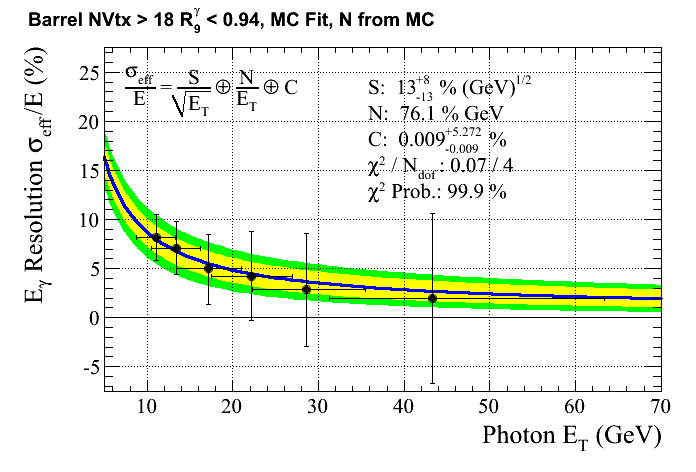 Barrel NVtx > 18 R₉ᵞ < 0.94, MC Fit, N from MC
σ_eff/E = S/√E_T ⊕ N/E_T ⊕ C
S: 13 +8 -13 % (GeV)^1/2
N: 76.1 % GeV
C: 0.009 +5.272 -0.009 %
χ² / N_dof : 0.07 / 4
χ² Prob.: 99.9 %
E_γ Resolution σ_eff/E (%)
25
20
15
10
5
0
-5
10 20 30 40 50 60 70
Photon E_T (GeV)